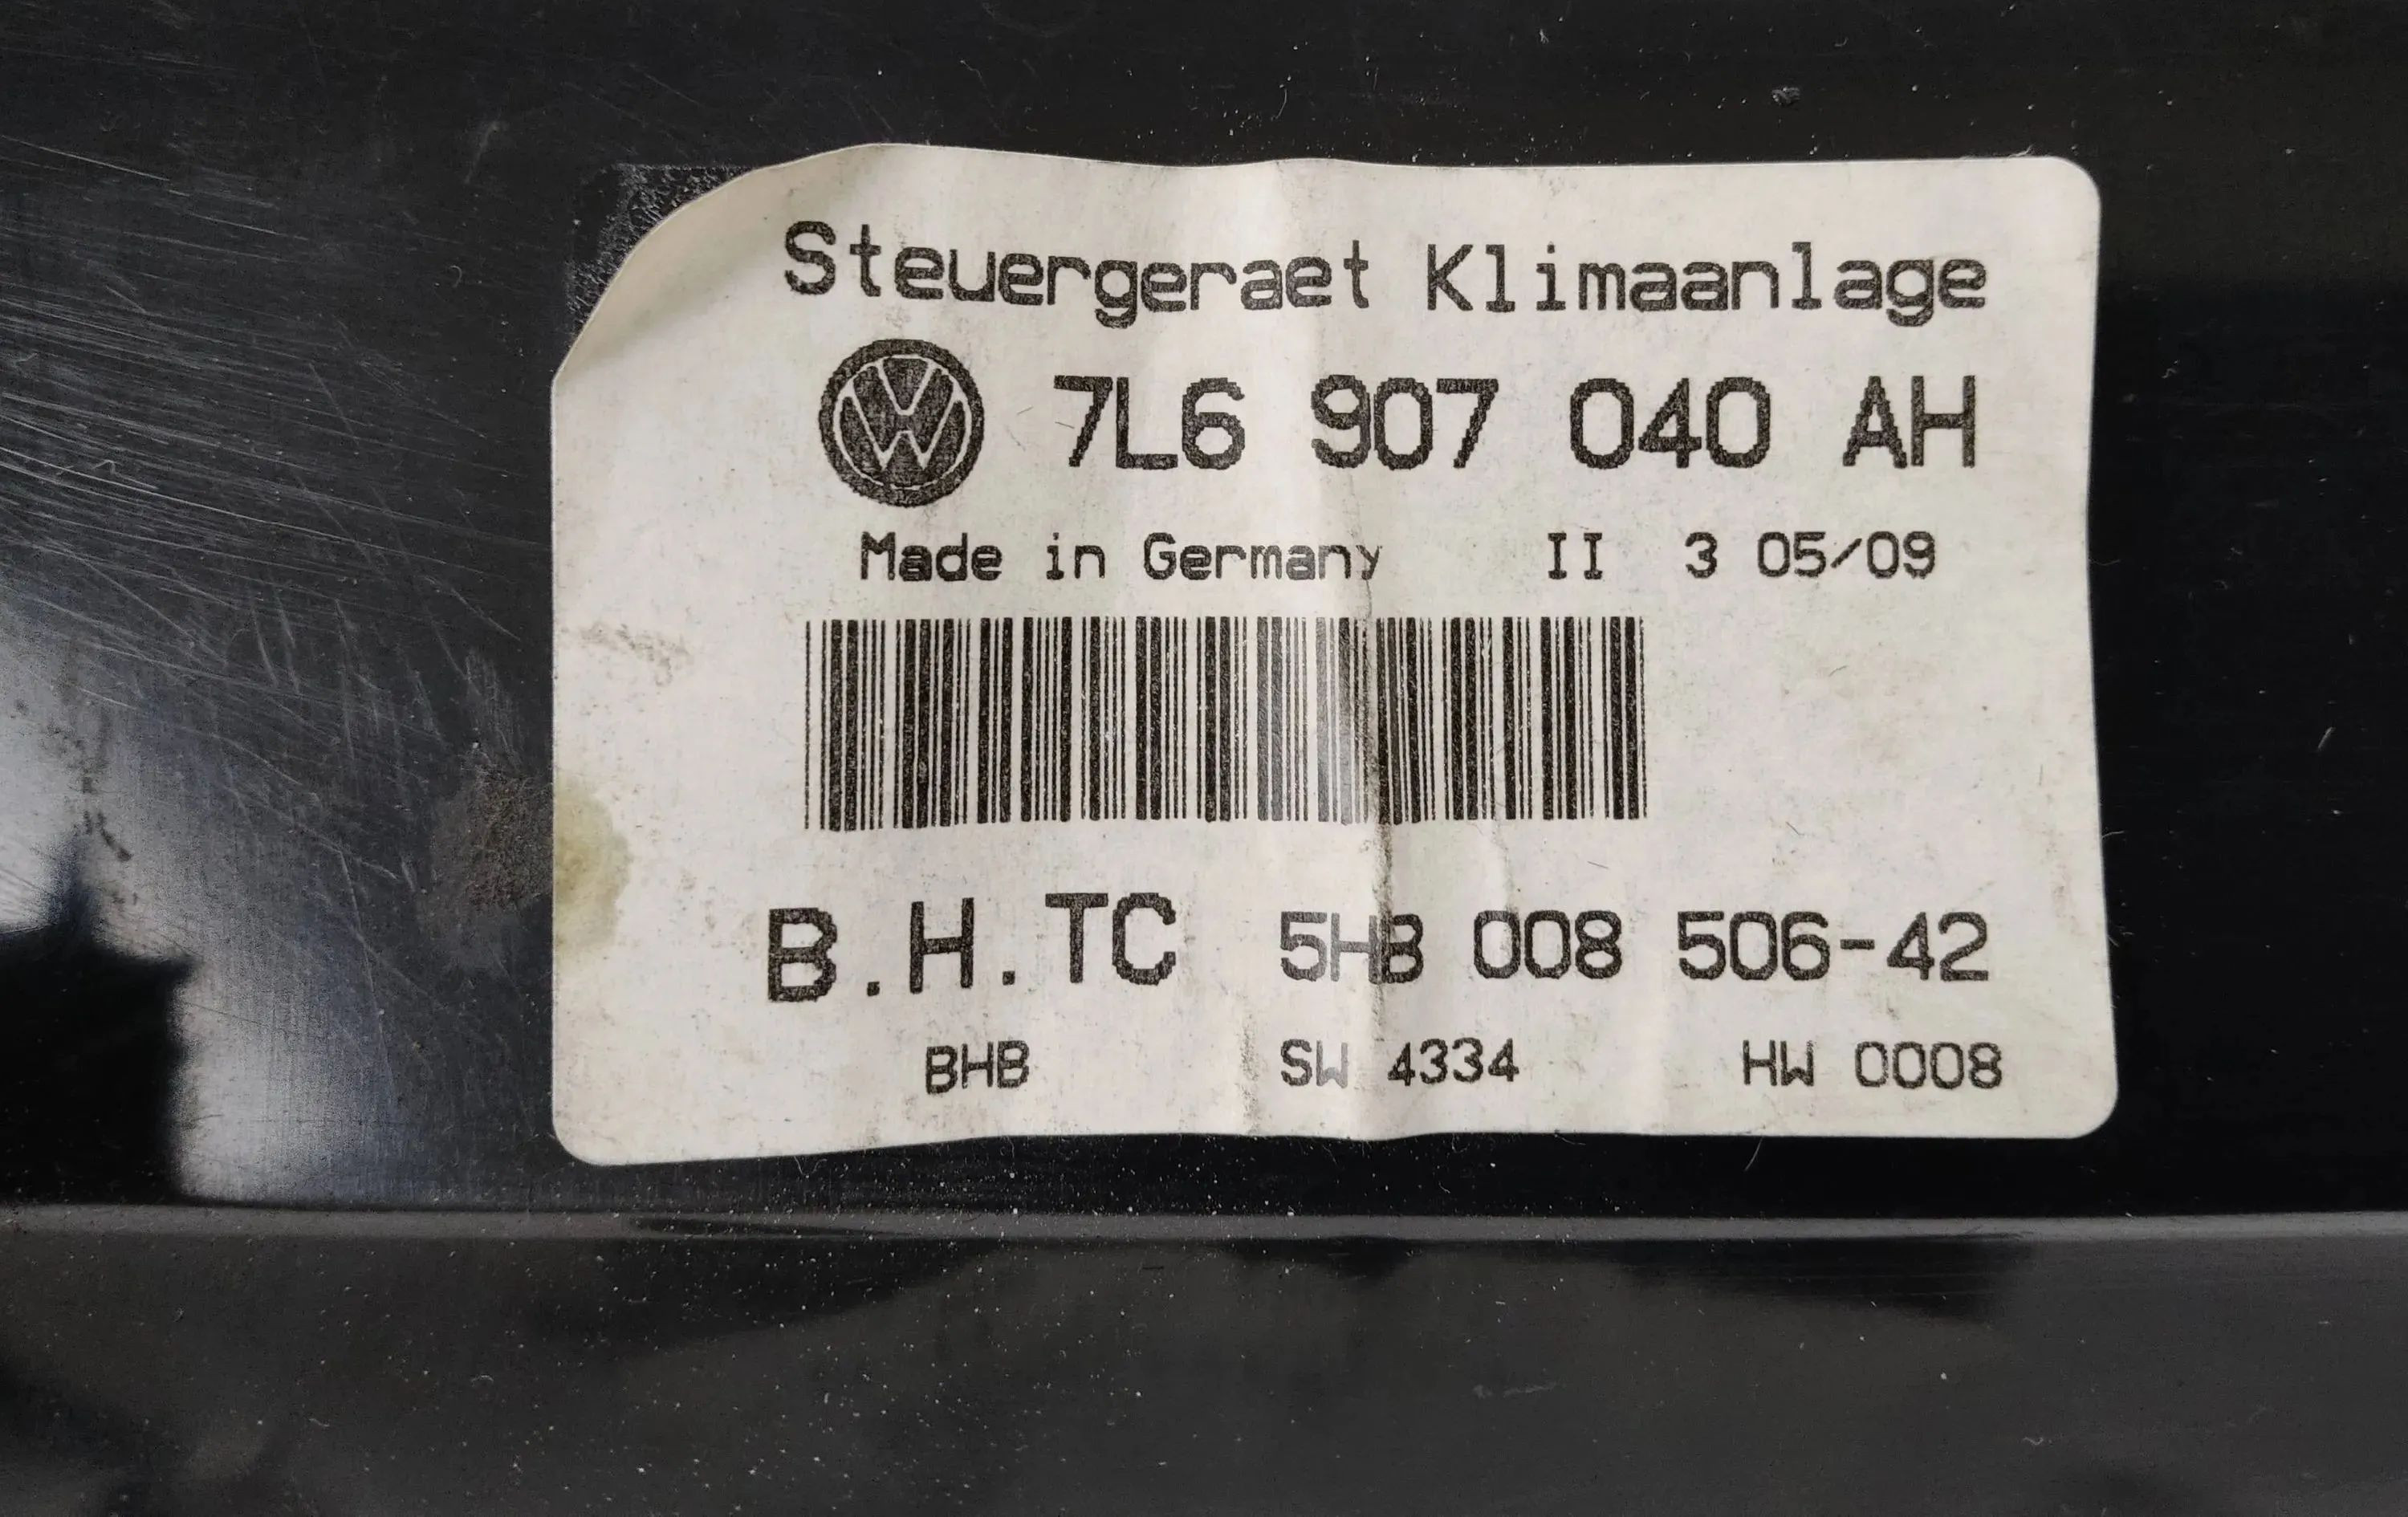 Steuergeraet Klimaanlage
7L6 907 040 AH
Made in Germany II 3 05/09
B.H.TC 5HB 008 506-42
BHB SW 4334 HW 0008